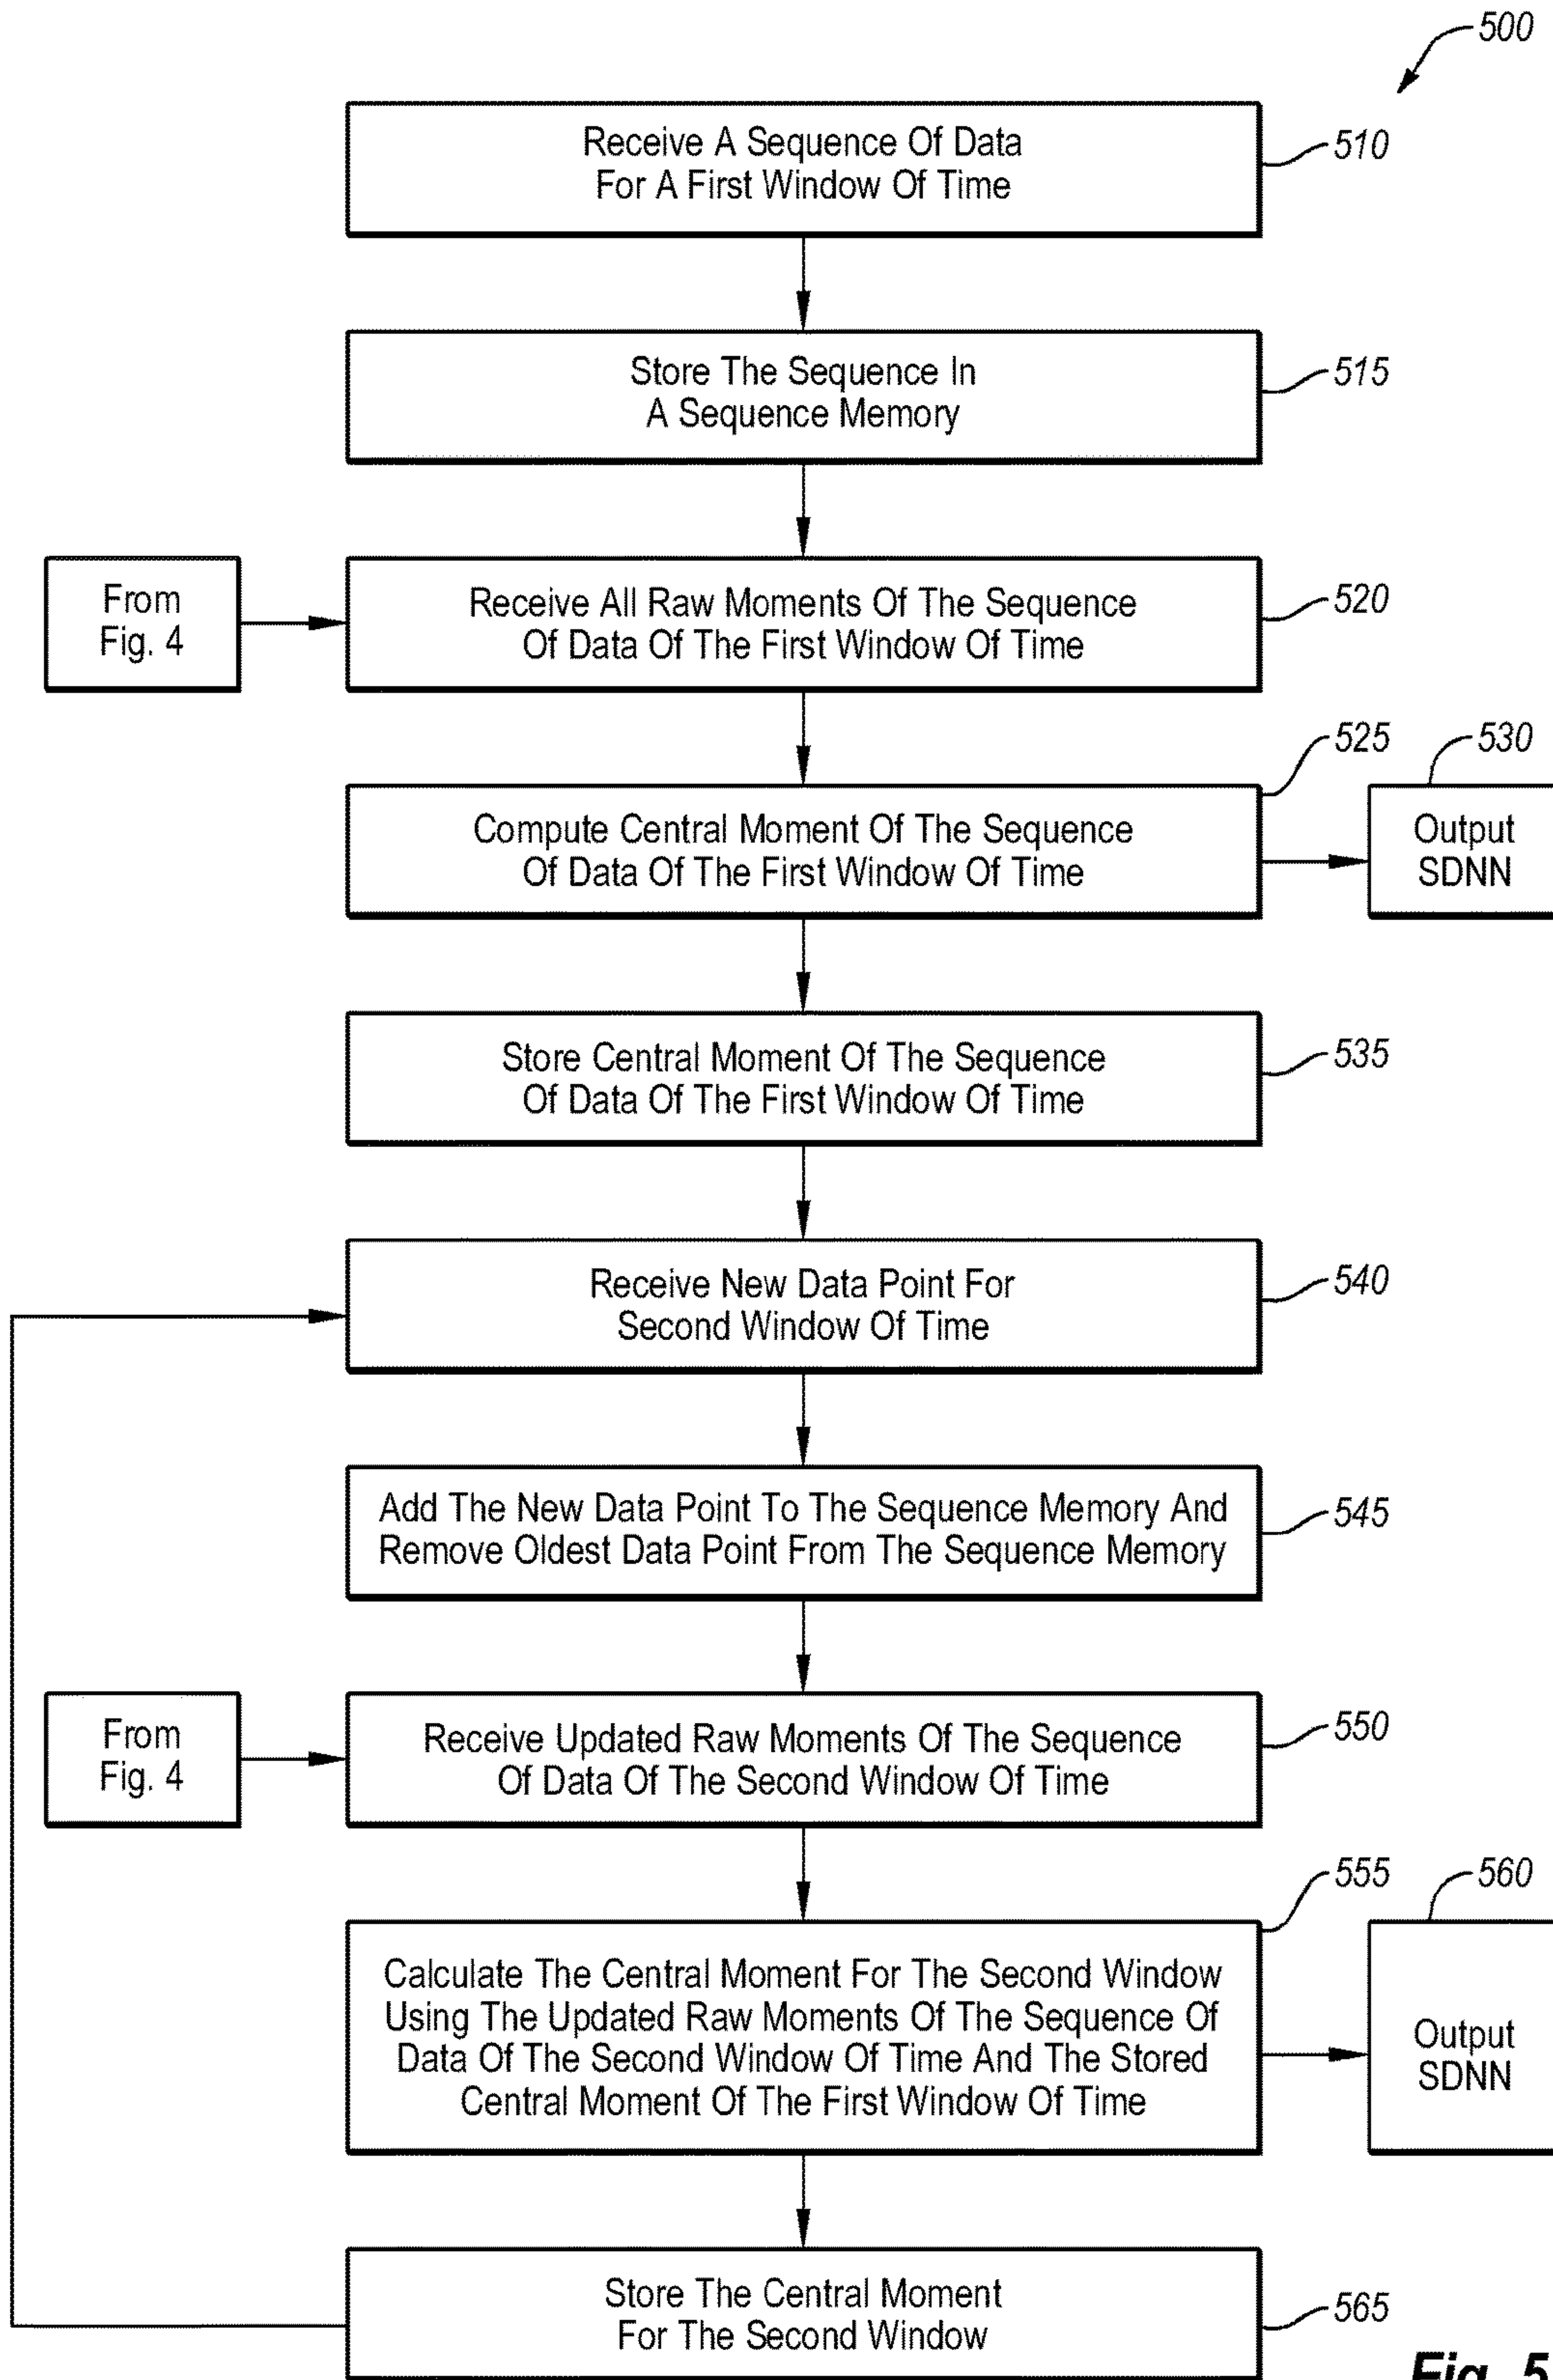 500
Receive A Sequence Of Data
For A First Window Of Time
510
Store The Sequence In
A Sequence Memory
515
From
Fig. 4
Receive All Raw Moments Of The Sequence
Of Data Of The First Window Of Time
520
525
530
Compute Central Moment Of The Sequence
Of Data Of The First Window Of Time
Output
SDNN
Store Central Moment Of The Sequence
Of Data Of The First Window Of Time
535
Receive New Data Point For
Second Window Of Time
540
Add The New Data Point To The Sequence Memory And
Remove Oldest Data Point From The Sequence Memory
545
From
Fig. 4
Receive Updated Raw Moments Of The Sequence
Of Data Of The Second Window Of Time
550
555
560
Calculate The Central Moment For The Second Window
Using The Updated Raw Moments Of The Sequence Of
Data Of The Second Window Of Time And The Stored
Central Moment Of The First Window Of Time
Output
SDNN
Store The Central Moment
For The Second Window
565
Fig. 5